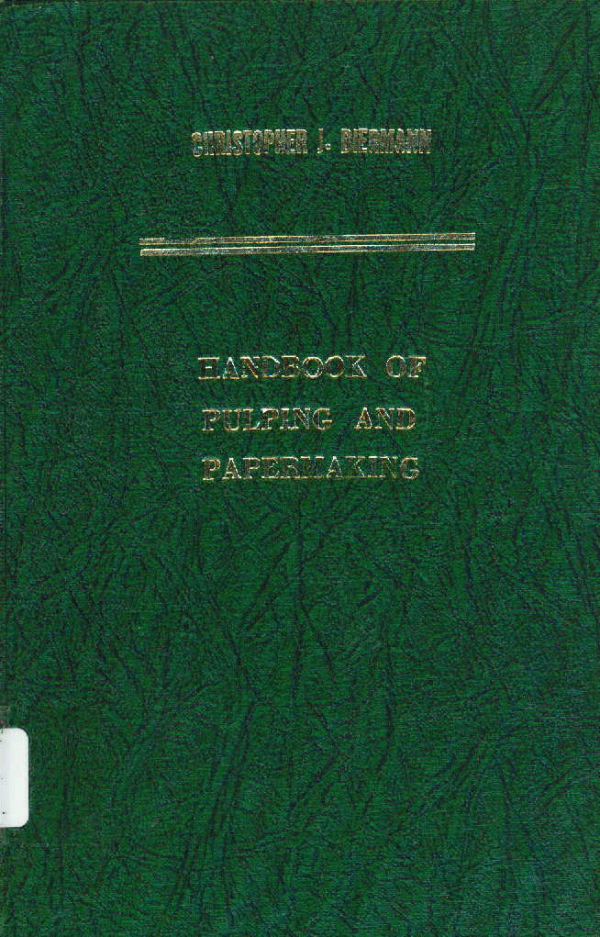 CHRISTOPHER J. BIERMANN
HANDBOOK OF
PULPING AND
PAPERMAKING